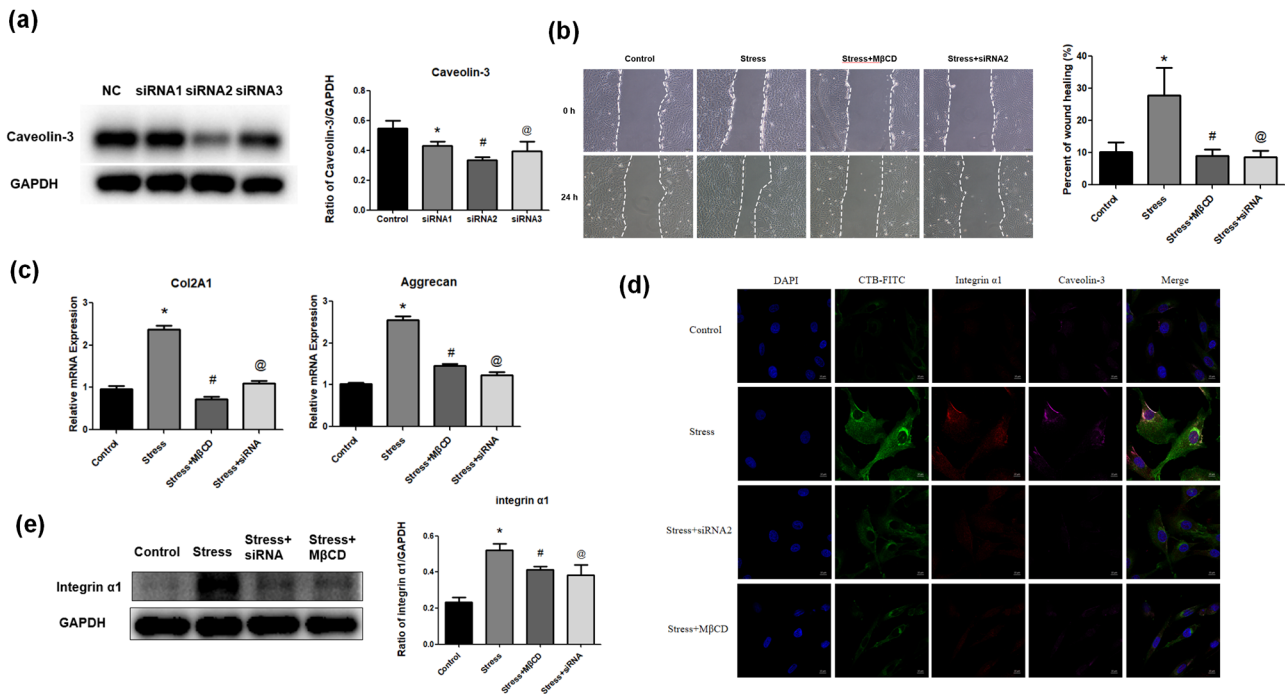 (a)
NC siRNA1 siRNA2 siRNA3
Caveolin-3
GAPDH
Caveolin-3
Ratio of Caveolin-3/GAPDH
0.8
0.6
0.4
0.2
0.0
*
#
@
Control siRNA1 siRNA2 siRNA3
(b)
Control Stress Stress+MβCD Stress+siRNA2
0 h
24 h
Percent of wound healing (%)
40
30
20
10
0
*
#
@
Control Stress Stress+MβCD Stress+siRNA
(c)
Col2A1
Relative mRNA Expression
3
2
1
0
*
#
@
Control Stress Stress+MβCD Stress+siRNA
Aggrecan
Relative mRNA Expression
3
2
1
0
*
#
@
Control Stress Stress+MβCD Stress+siRNA
(d)
DAPI CTB-FITC Integrin α1 Caveolin-3 Merge
Control
Stress
Stress+siRNA2
Stress+MβCD
(e)
Control Stress Stress+ Stress+
siRNA MβCD
Integrin α1
GAPDH
integrin α1
Ratio of integrin α1/GAPDH
0.6
0.4
0.2
0.0
*
#
@
Control Stress Stress+MβCD Stress+siRNA